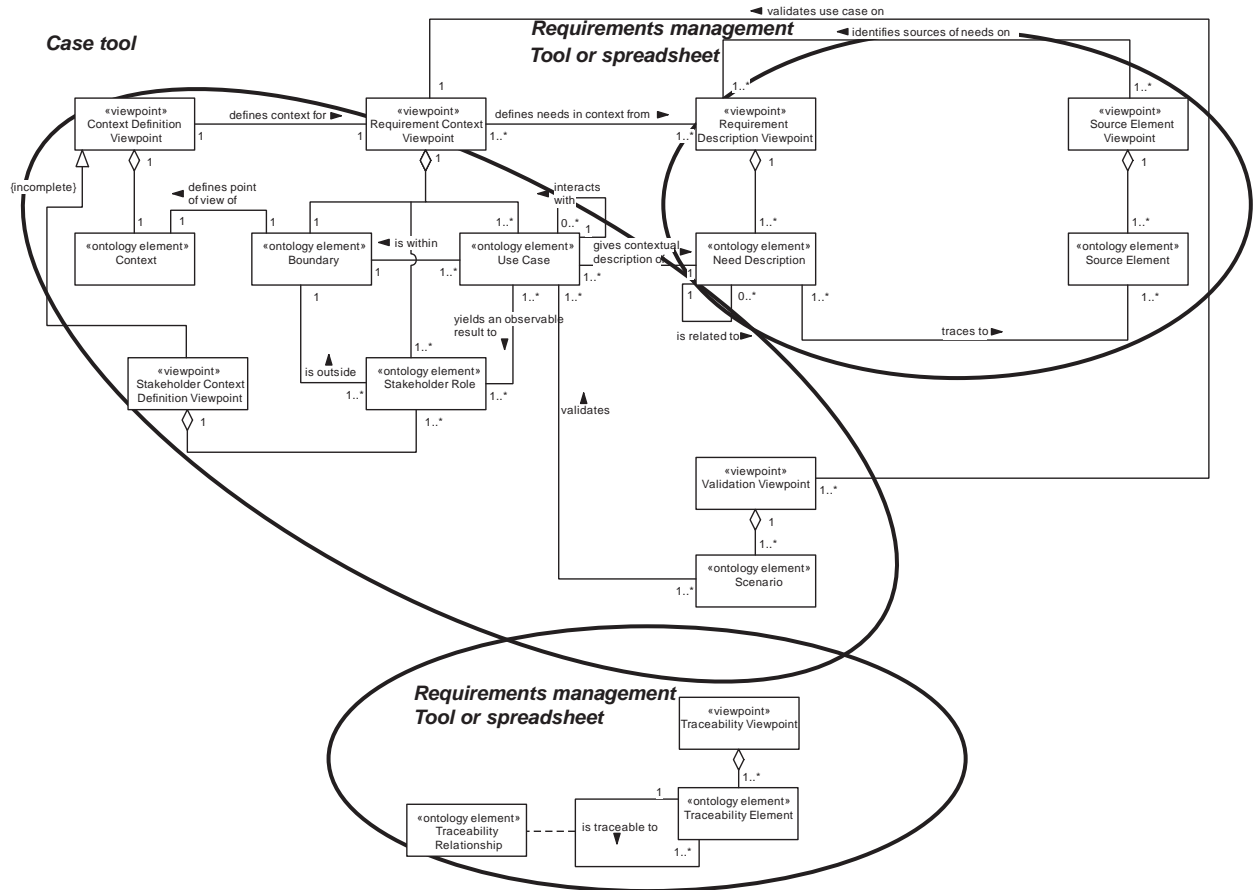 validates use case on
Case tool
Requirements management
Tool or spreadsheet
identifies sources of needs on
1
1..*
1..*
«viewpoint»
Context Definition
Viewpoint
defines context for
1
1
«viewpoint»
Requirement Context
Viewpoint
defines needs in context from
1..*
1..*
«viewpoint»
Requirement
Description Viewpoint
«viewpoint»
Source Element
Viewpoint
1
1
1
1
{incomplete}
defines point
of view of
interacts
with
1
1
1
1..*
0..*
1
1..*
1..*
«ontology element»
Context
«ontology element»
Boundary
is within
1
1..*
«ontology element»
Use Case
gives contextual
description of
1..*
1
«ontology element»
Need Description
«ontology element»
Source Element
1
1..*
1..*
1
0..*
1..*
1..*
yields an observable
result to
is related to
traces to
1..*
«viewpoint»
Stakeholder Context
Definition Viewpoint
is outside
1..*
«ontology element»
Stakeholder Role
1..*
1
1..*
validates
«viewpoint»
Validation Viewpoint
1..*
1
1..*
«ontology element»
Scenario
1..*
Requirements management
Tool or spreadsheet
«viewpoint»
Traceability Viewpoint
1..*
1
«ontology element»
Traceability Element
«ontology element»
Traceability
Relationship
is traceable to
1..*